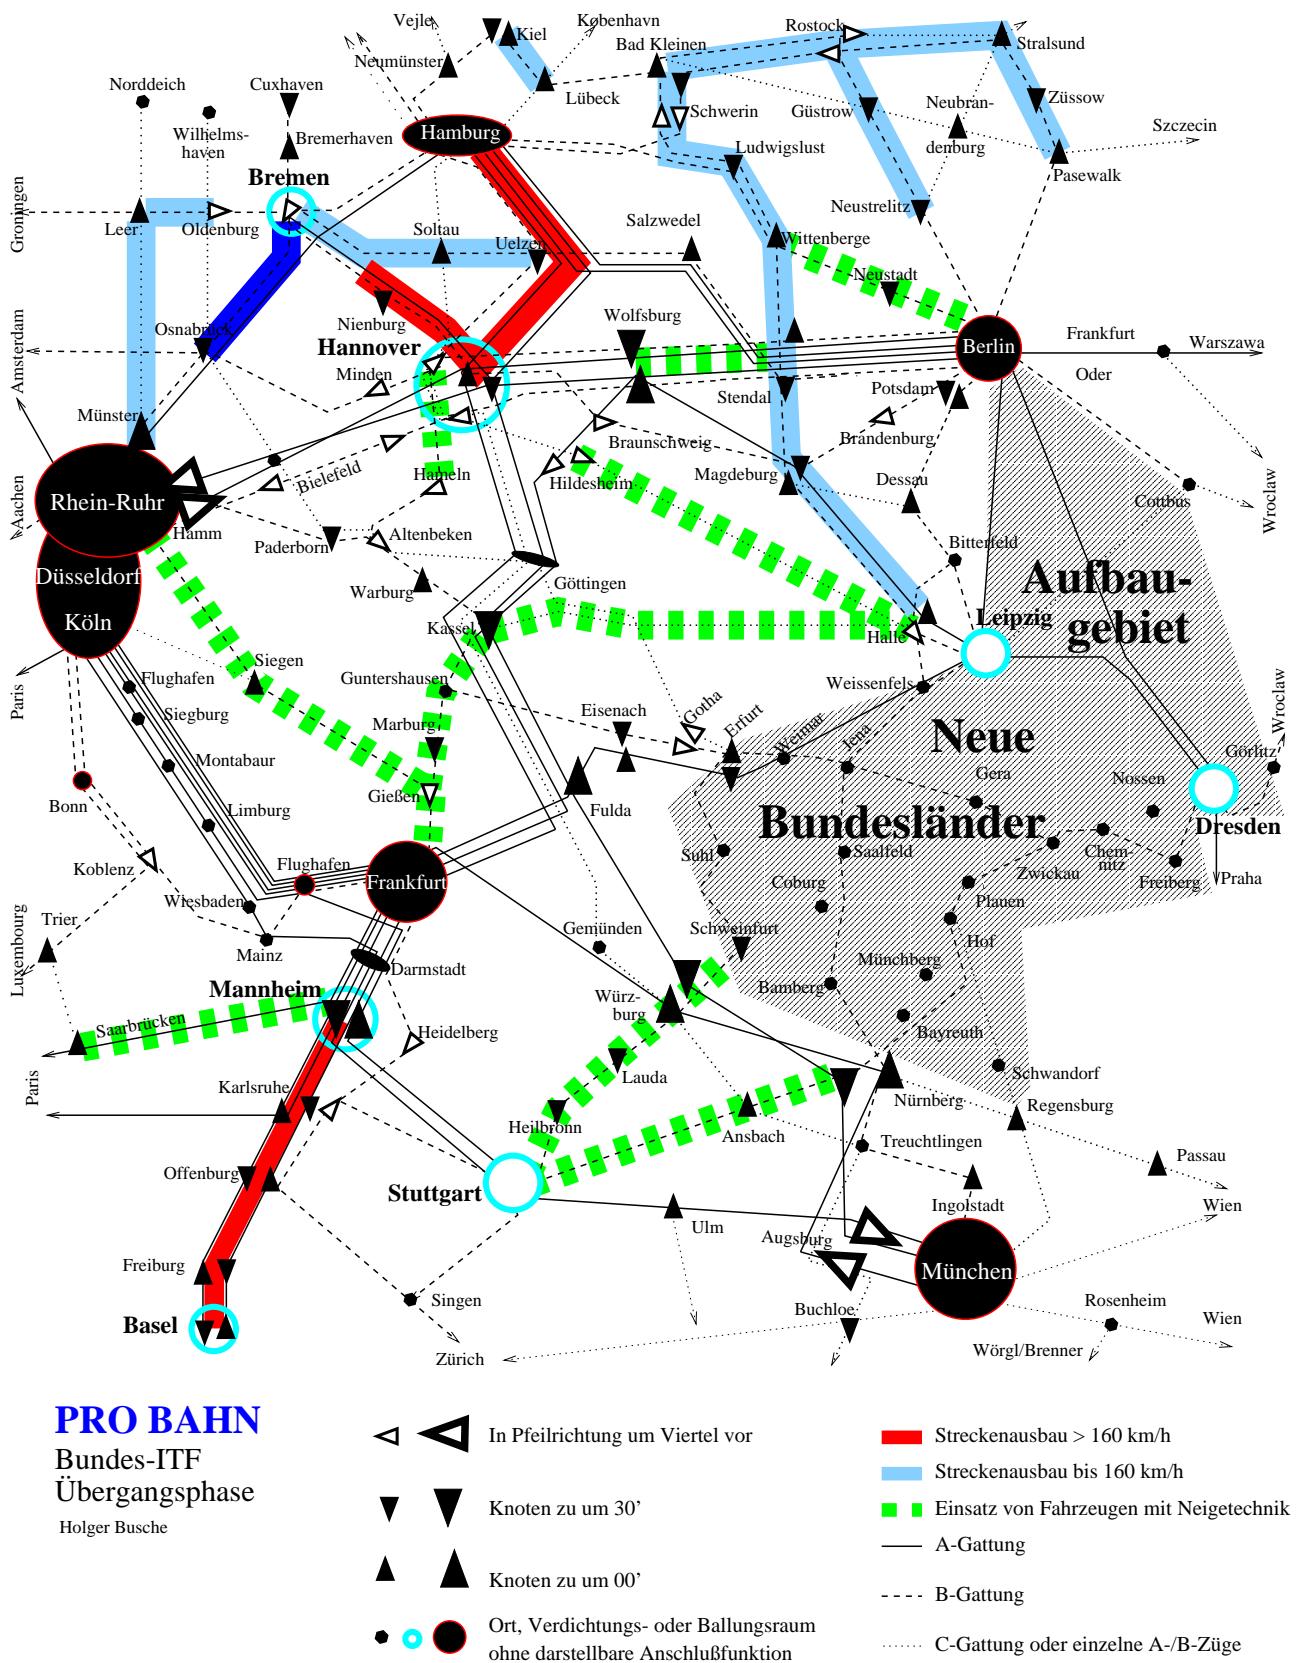 Vejle
København
Rostock
Kiel
Bad Kleinen
Stralsund
Neumünster
Norddeich
Cuxhaven
Lübeck
Schwerin
Güstrow
Neubran-
denburg
Züssow
Szczecin
Wilhelms-
haven
Bremerhaven
Hamburg
Ludwigslust
Pasewalk
Bremen
Groningen
Leer
Oldenburg
Soltau
Uelzen
Salzwedel
Neustrelitz
Wittenberge
Neustadt
Amsterdam
Osnabrück
Nienburg
Hannover
Wolfsburg
Berlin
Frankfurt
Oder
Warszawa
Minden
Stendal
Potsdam
Brandenburg
Münster
Braunschweig
Bielefeld
Hameln
Hildesheim
Magdeburg
Dessau
Cottbus
Wroclaw
Aachen
Rhein-Ruhr
Hamm
Paderborn
Altenbeken
Bitterfeld
Düsseldorf
Köln
Warburg
Göttingen
Aufbau-
gebiet
Kassel
Halle
Leipzig
Paris
Flughafen
Siegen
Guntershausen
Weissenfels
Siegburg
Marburg
Eisenach
Gotha
Erfurt
Weimar
Jena
Neue
Wroclaw
Görlitz
Montabaur
Gera
Nossen
Bonn
Limburg
Gießen
Fulda
Bundesländer
Dresden
Koblenz
Flughafen
Frankfurt
Suhl
Saalfeld
Zwickau
Chem-
nitz
Freiberg
Praha
Wiesbaden
Coburg
Plauen
Luxembourg
Trier
Mainz
Gemünden
Schweinfurt
Hof
Darmstadt
Münchberg
Mannheim
Bamberg
Würz-
burg
Saarbrücken
Heidelberg
Bayreuth
Paris
Karlsruhe
Lauda
Schwandorf
Nürnberg
Regensburg
Heilbronn
Ansbach
Treuchtlingen
Passau
Offenburg
Stuttgart
Ulm
Ingolstadt
Wien
Augsburg
Freiburg
München
Basel
Singen
Buchloe
Rosenheim
Wien
Zürich
Wörgl/Brenner
PRO BAHN
Bundes-ITF
Übergangsphase
Holger Busche
In Pfeilrichtung um Viertel vor
Knoten zu um 30'
Knoten zu um 00'
Ort, Verdichtungs- oder Ballungsraum
ohne darstellbare Anschlußfunktion
Streckenausbau > 160 km/h
Streckenausbau bis 160 km/h
Einsatz von Fahrzeugen mit Neigetechnik
A-Gattung
B-Gattung
C-Gattung oder einzelne A-/B-Züge